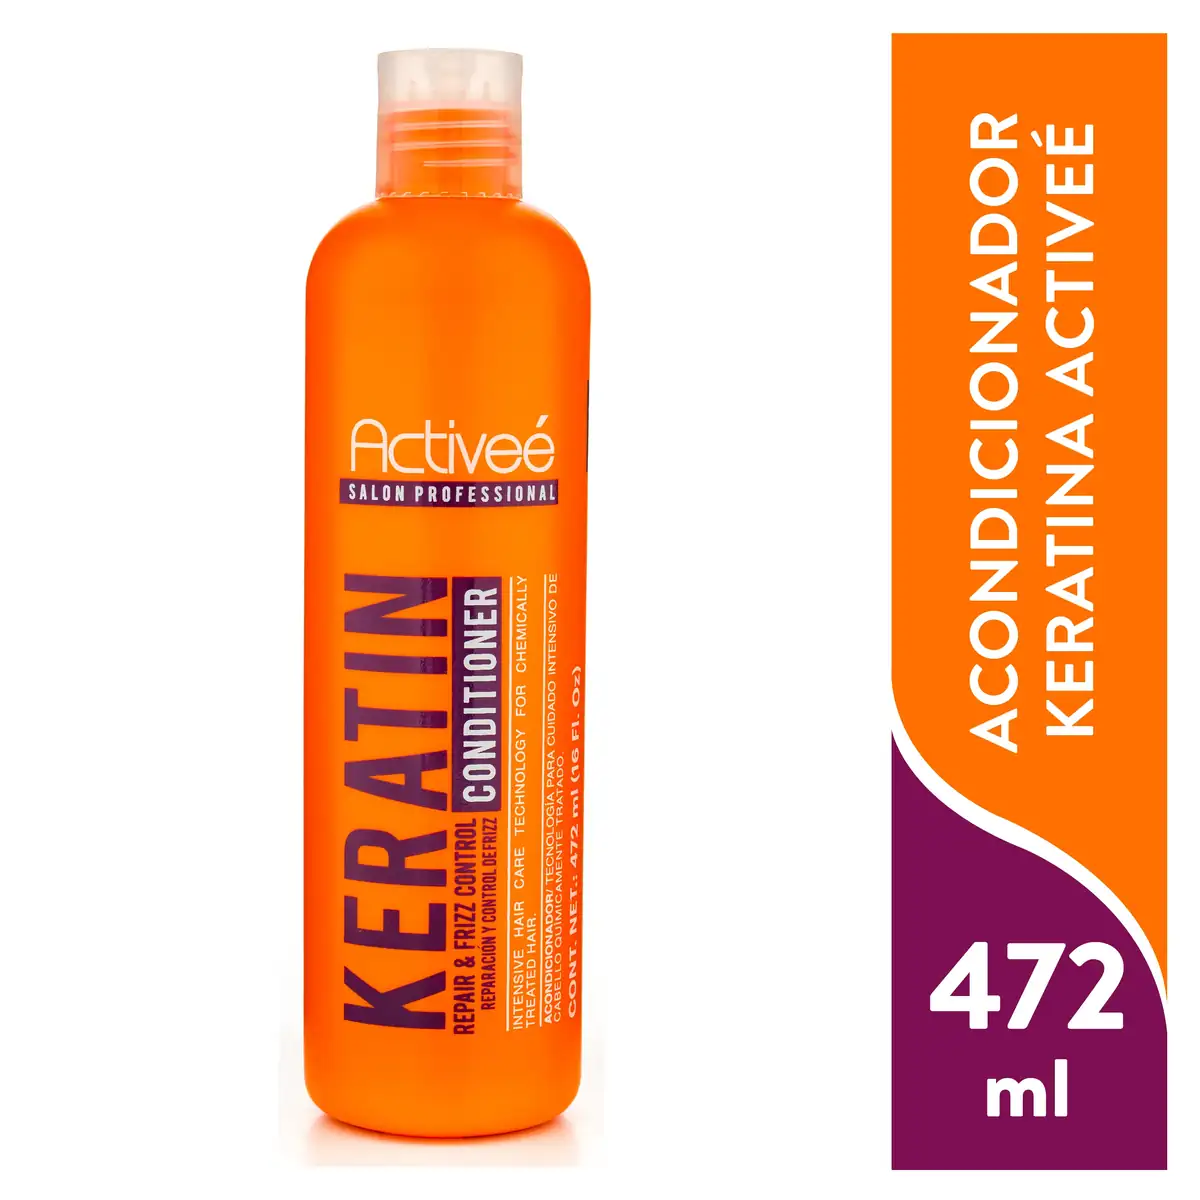 Activeé
SALON PROFESSIONAL
KERATIN
CONDITIONER
REPAIR & FRIZZ CONTROL
REPARACIÓN Y CONTROL DE FRIZZ
INTENSIVE HAIR CARE TECHNOLOGY FOR CHEMICALLY
TREATED HAIR.
ACONDICIONADOR/ TECNOLOGÍA PARA CUIDADO INTENSIVO DE
CABELLO QUIMICAMENTE TRATADO.
CONT. NET.: 472 ml (16 Fl. Oz)
ACONDICIONADOR
KERATINA ACTIVEÉ
472
ml